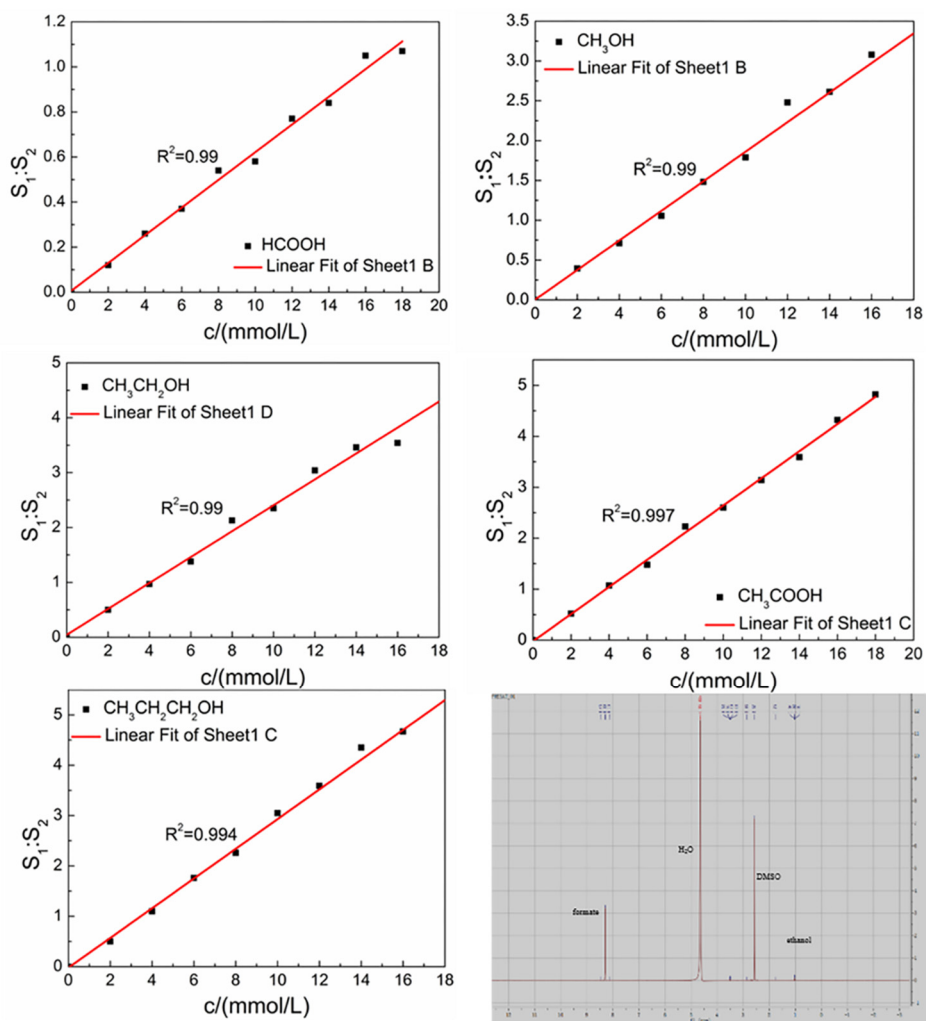 1.2
1.0
0.8
0.6
0.4
0.2
0.0
S₁:S₂
R²=0.99
HCOOH
Linear Fit of Sheet1 B
0 2 4 6 8 10 12 14 16 18 20
c/(mmol/L)
3.5
3.0
2.5
2.0
1.5
1.0
0.5
0.0
S₁:S₂
CH₃OH
Linear Fit of Sheet1 B
R²=0.99
0 2 4 6 8 10 12 14 16 18
c/(mmol/L)
5
4
3
2
1
0
S₁:S₂
CH₃CH₂OH
Linear Fit of Sheet1 D
R²=0.99
0 2 4 6 8 10 12 14 16 18
c/(mmol/L)
5
4
3
2
1
0
S₁:S₂
R²=0.997
CH₃COOH
Linear Fit of Sheet1 C
0 2 4 6 8 10 12 14 16 18 20
c/(mmol/L)
5
4
3
2
1
0
S₁:S₂
CH₃CH₂CH₂OH
Linear Fit of Sheet1 C
R²=0.994
0 2 4 6 8 10 12 14 16 18
c/(mmol/L)
H₂O
DMSO
formate
ethanol